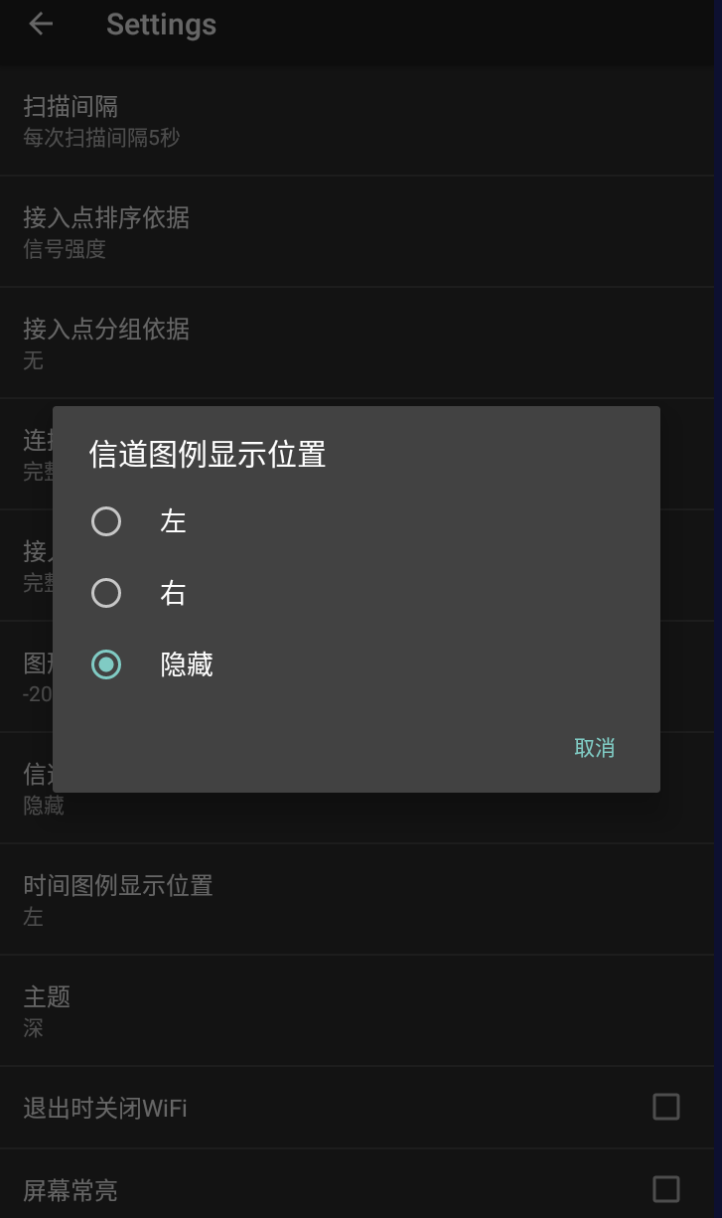 Settings
扫描间隔
每次扫描间隔5秒
接入点排序依据
信号强度
接入点分组依据
无
连
完
接
完
信道图例显示位置
左
右
隐藏
取消
图
-20
信
隐藏
时间图例显示位置
左
主题
深
退出时关闭WiFi
屏幕常亮